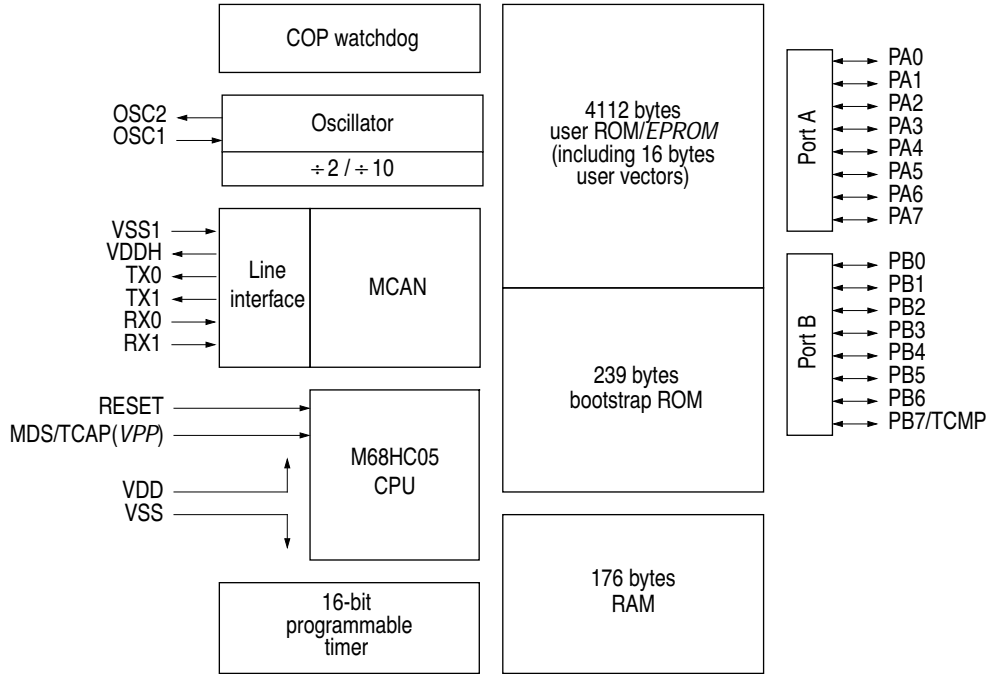 COP watchdog
OSC2
OSC1
Oscillator
÷2 / ÷10
VSS1
VDDH
TX0
TX1
RX0
RX1
Line
interface
MCAN
RESET
MDS/TCAP(VPP)
VDD
VSS
M68HC05
CPU
16-bit
programmable
timer
4112 bytes
user ROM/EPROM
(including 16 bytes
user vectors)
239 bytes
bootstrap ROM
176 bytes
RAM
Port A
PA0
PA1
PA2
PA3
PA4
PA5
PA6
PA7
Port B
PB0
PB1
PB2
PB3
PB4
PB5
PB6
PB7/TCMP